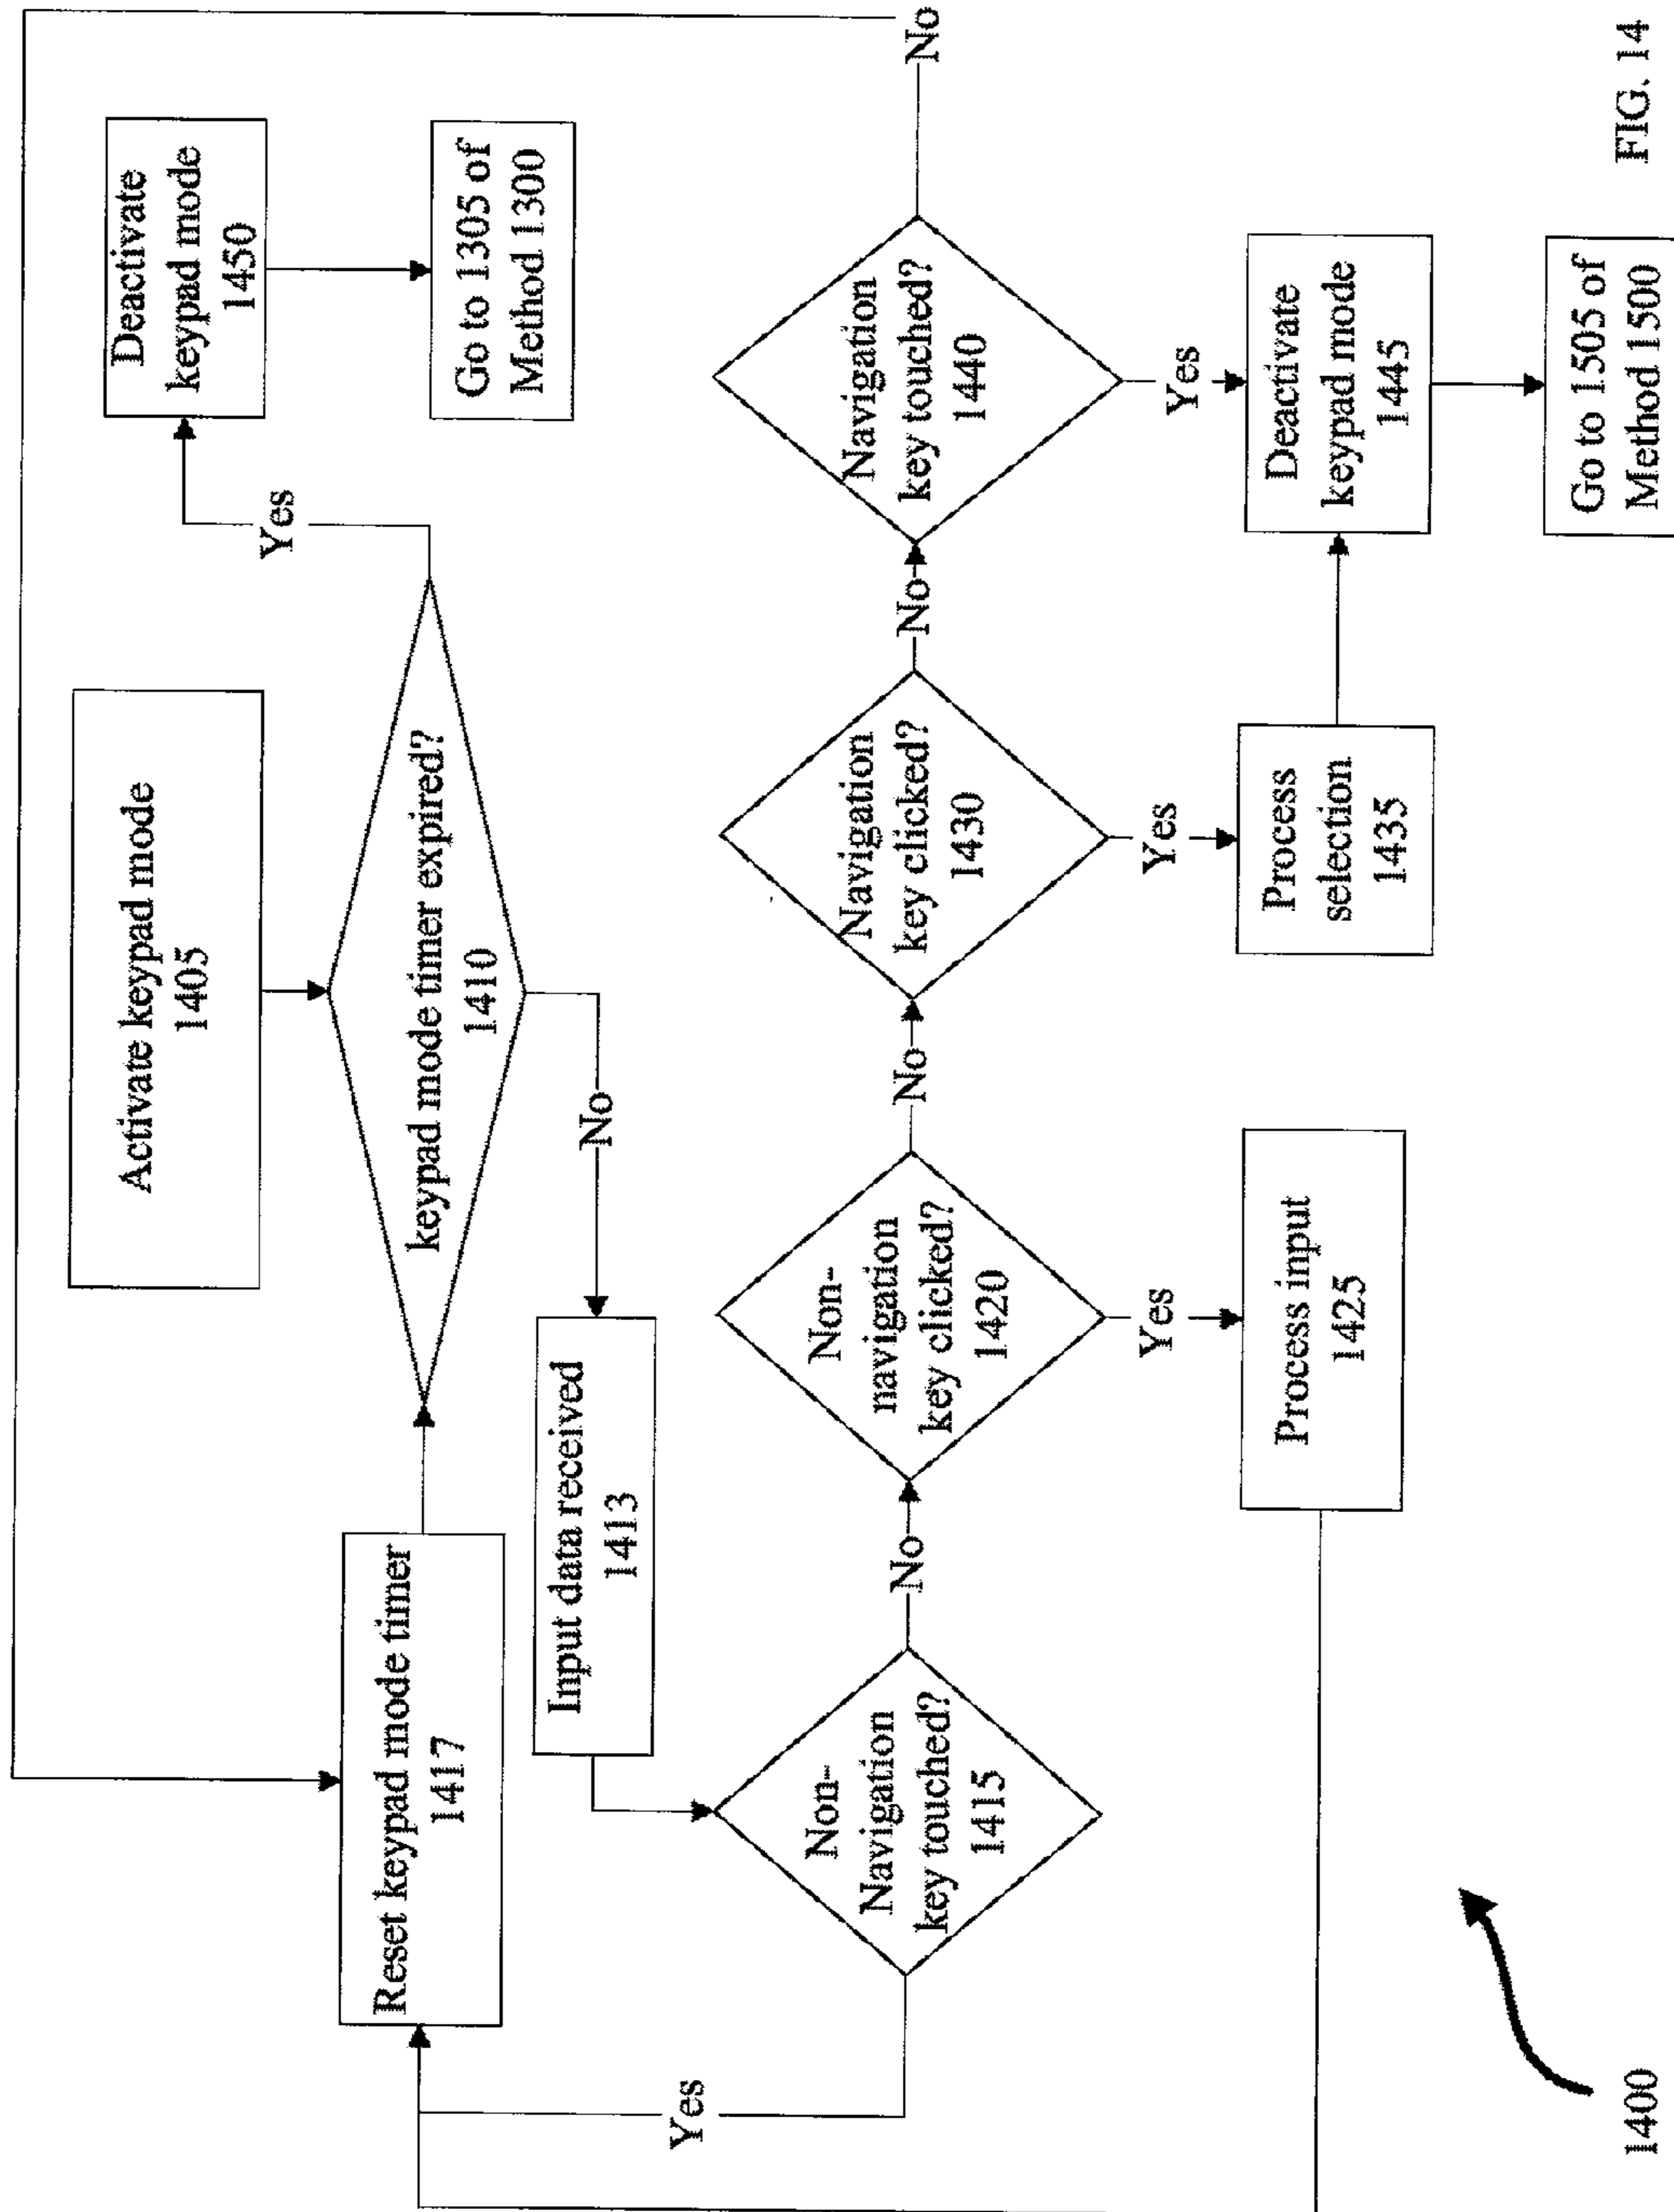 Activate keypad mode
1405
Reset keypad mode timer
1417
keypad mode timer expired?
1410
Yes
Deactivate
keypad mode
1450
Go to 1305 of
Method 1300
No
Input data received
1413
Yes
Non-
Navigation
key touched?
1415
No
Non-
navigation
key clicked?
1420
No
Navigation
key clicked?
1430
No
Navigation
key touched?
1440
No
Yes
Process input
1425
Yes
Process
selection
1435
Yes
Deactivate
keypad mode
1445
Go to 1505 of
Method 1500
1400
FIG. 14